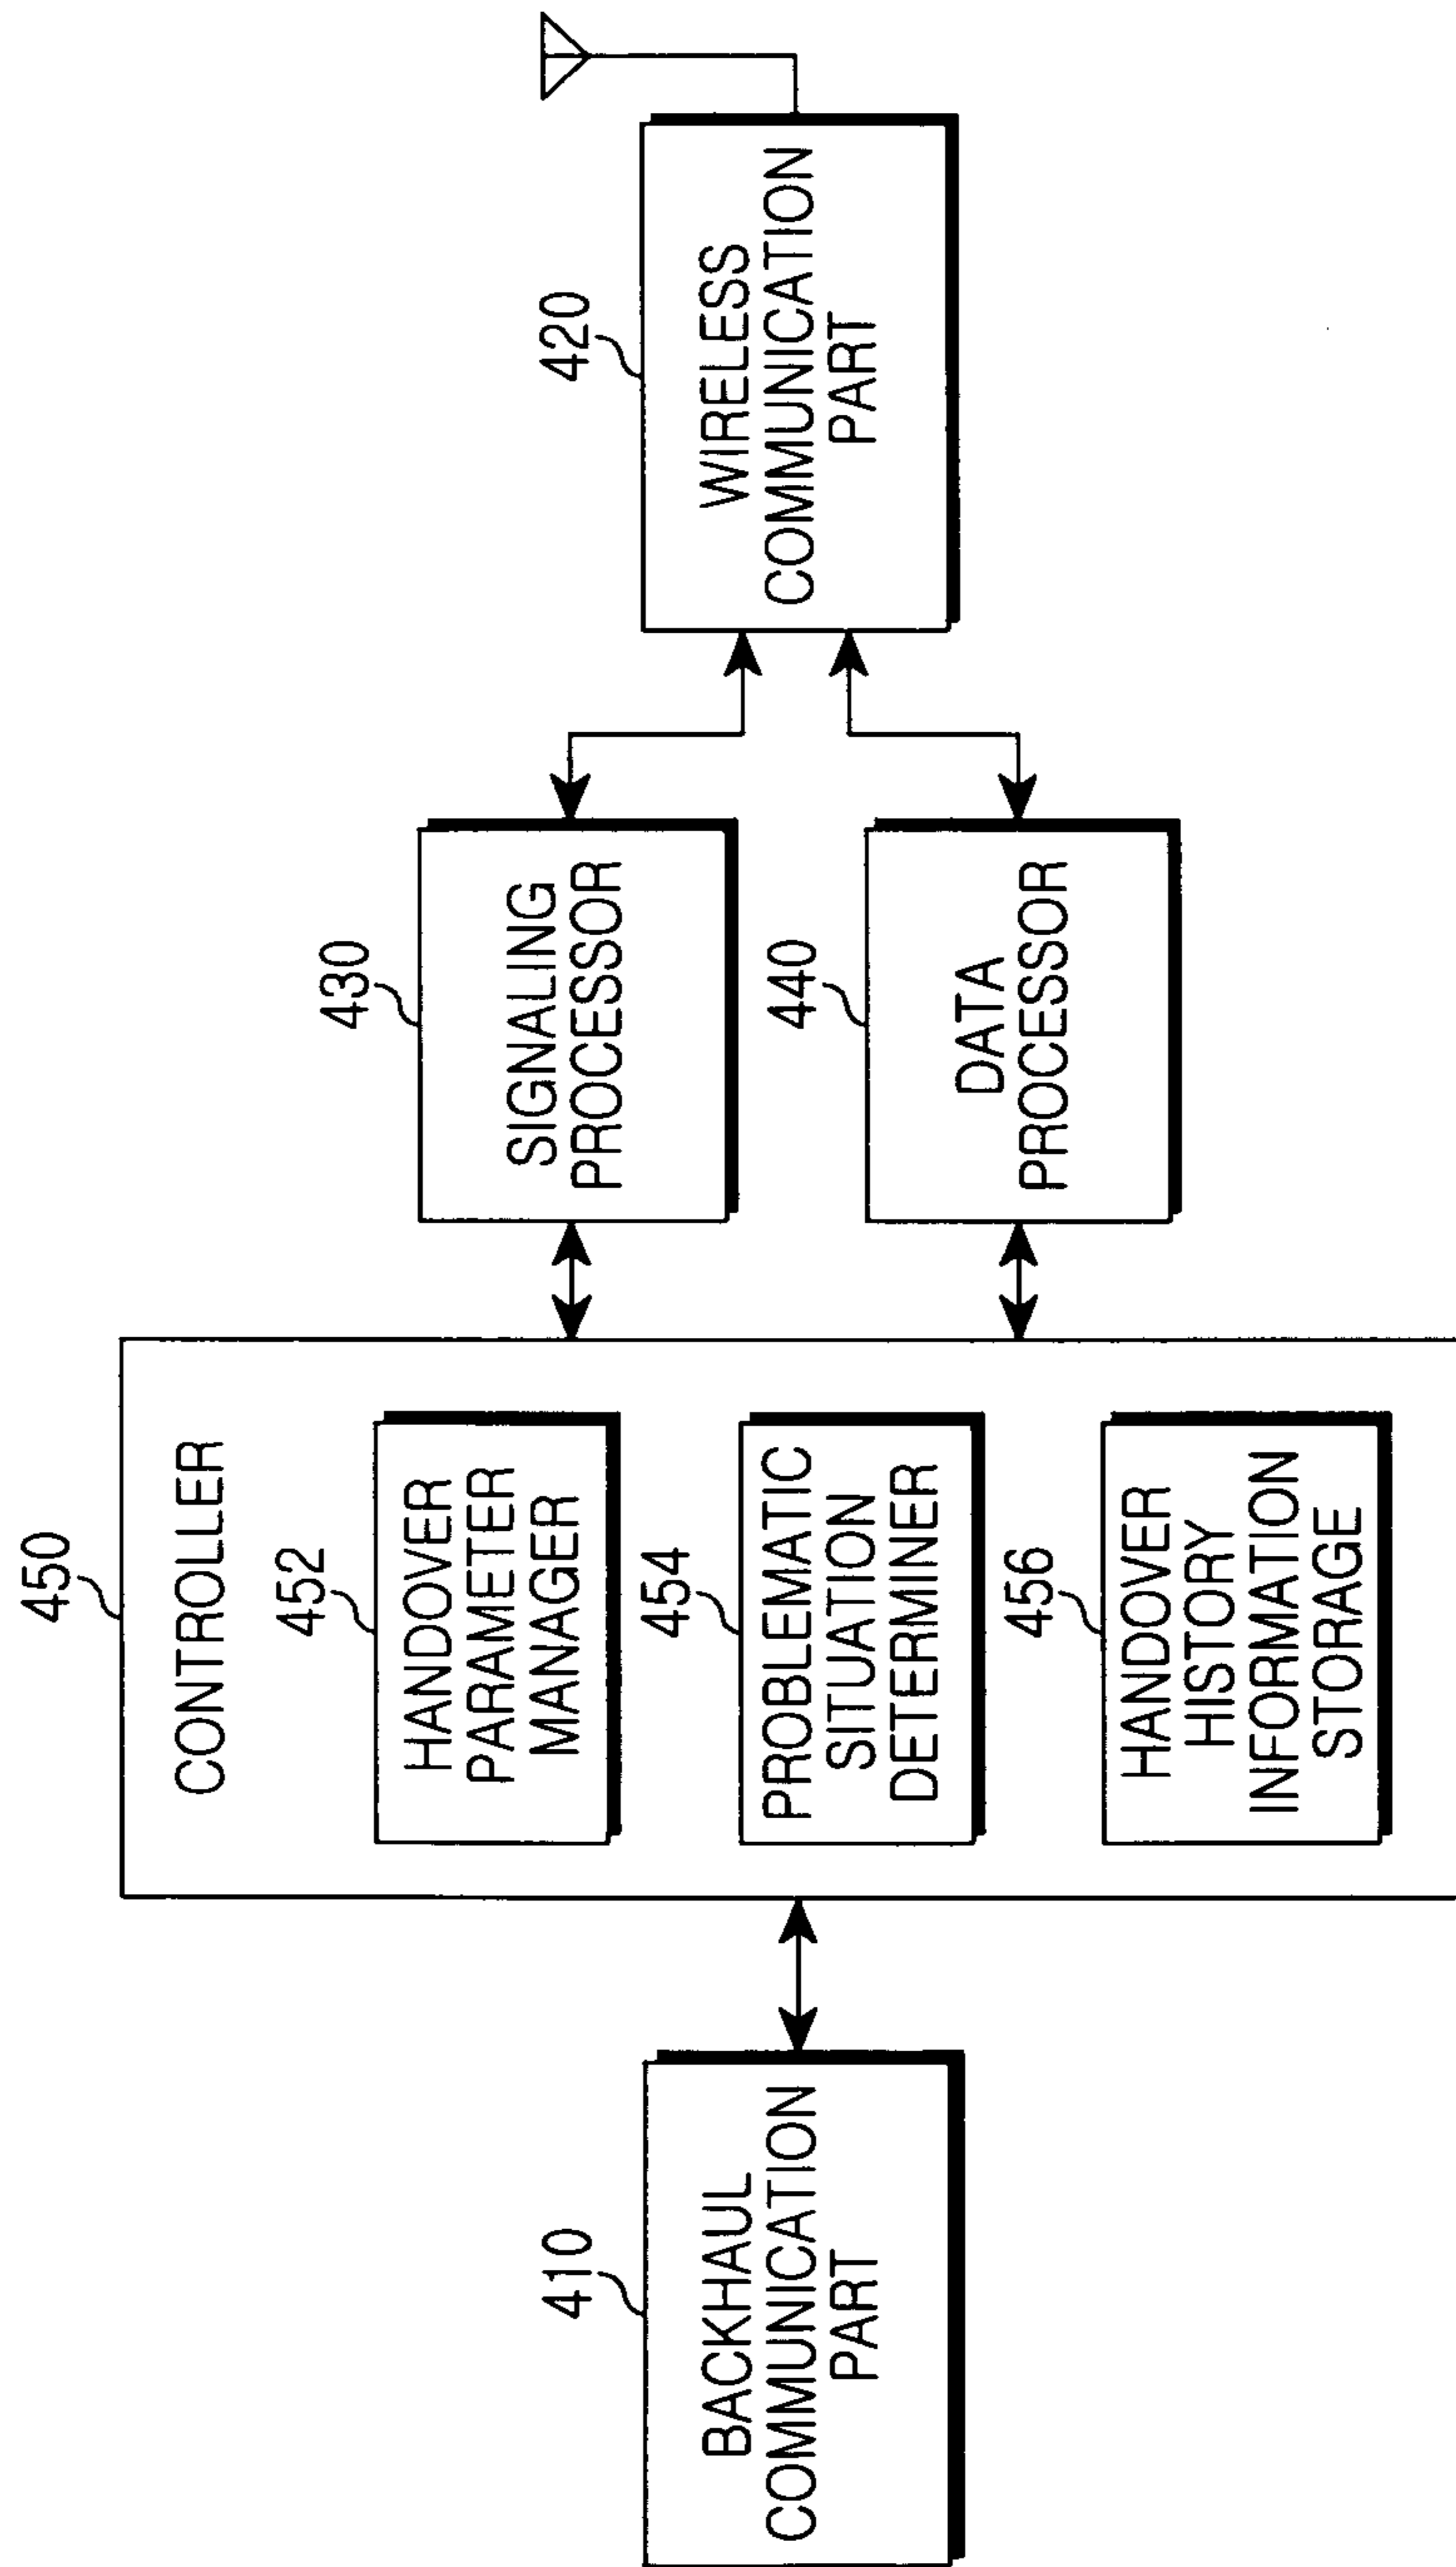 410
BACKHAUL
COMMUNICATION
PART
450
CONTROLLER
452
HANDOVER
PARAMETER
MANAGER
454
PROBLEMATIC
SITUATION
DETERMINER
456
HANDOVER
HISTORY
INFORMATION
STORAGE
430
SIGNALING
PROCESSOR
440
DATA
PROCESSOR
420
WIRELESS
COMMUNICATION
PART